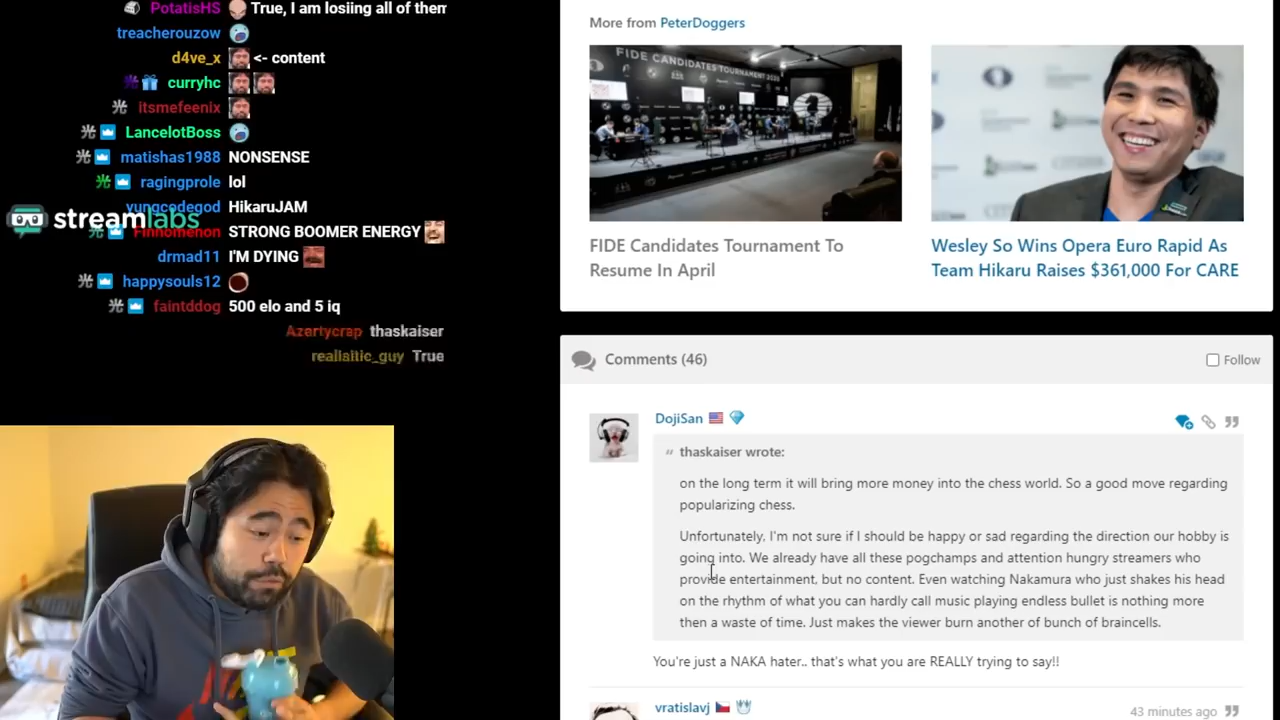 PotatisHS True, I am losiing all of them
treacherouzow
d4ve_x <- content
curryhc
itsmefeenix
LancelotBoss
matishas1988 NONSENSE
ragingprole lol
yungcodegod HikaruJAM
streamlabs
Finnomenon STRONG BOOMER ENERGY
drmad11 I'M DYING
happysouls12
faintddog 500 elo and 5 iq
Azertycrap thaskaiser
realisitic_guy True
More from PeterDoggers
FIDE CANDIDATES TOURNAMENT 2020
FIDE Candidates Tournament To
Resume In April
Wesley So Wins Opera Euro Rapid As
Team Hikaru Raises $361,000 For CARE
Comments (46)
Follow
DojiSan
thaskaiser wrote:
on the long term it will bring more money into the chess world. So a good move regarding
popularizing chess.
Unfortunately, I'm not sure if I should be happy or sad regarding the direction our hobby is
going into. We already have all these pogchamps and attention hungry streamers who
provide entertainment, but no content. Even watching Nakamura who just shakes his head
on the rhythm of what you can hardly call music playing endless bullet is nothing more
then a waste of time. Just makes the viewer burn another of bunch of braincells.
You're just a NAKA hater.. that's what you are REALLY trying to say!!
vratislavj
43 minutes ago